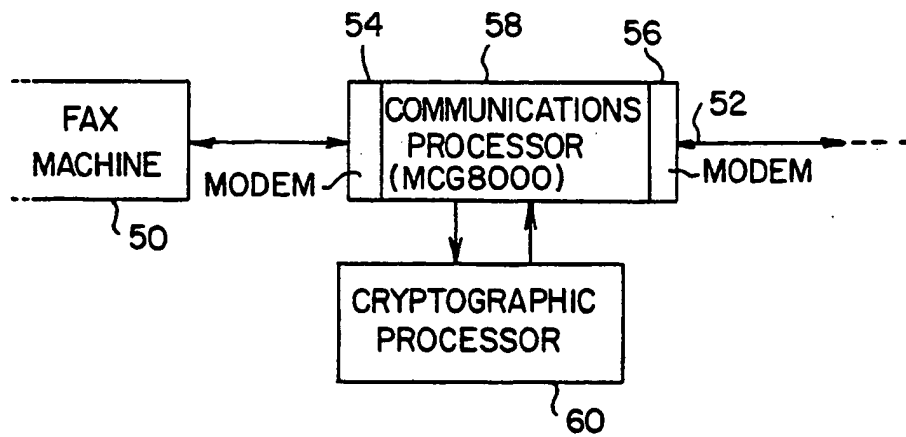 54
58
56
52
FAX
MACHINE
COMMUNICATIONS
PROCESSOR
(MCG8000)
MODEM
MODEM
50
CRYPTOGRAPHIC
PROCESSOR
60